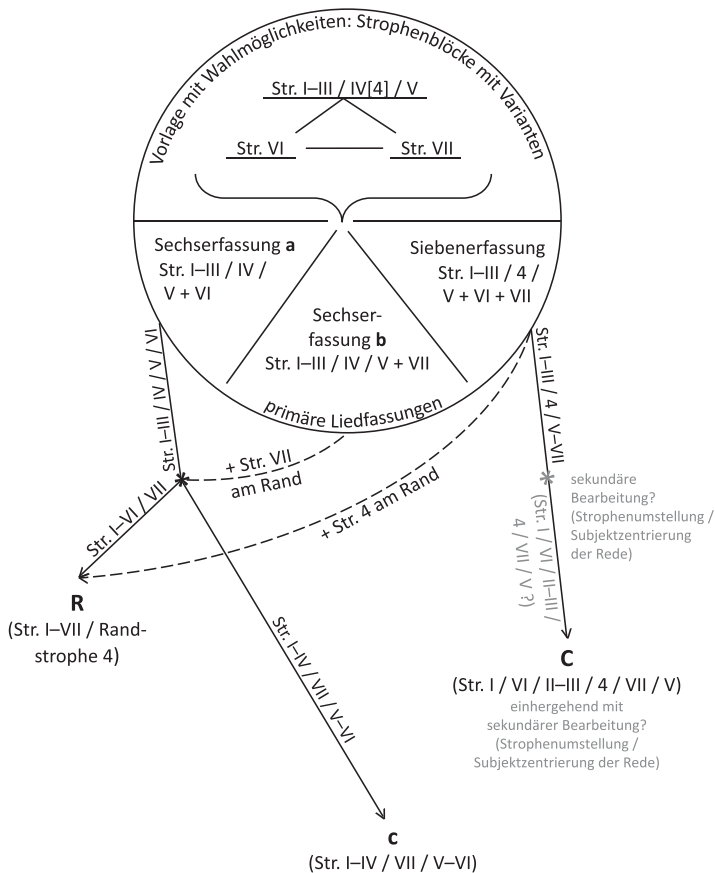 Vorlage mit Wahlmöglichkeiten: Strophenblöcke mit Varianten
Str. I–III / IV[4] / V
Str. VI
Str. VII
Sechserfassung a
Str. I–III / IV /
V + VI
Sechser-
fassung b
Str. I–III / IV / V + VII
Siebenerfassung
Str. I–III / 4 /
V + VI + VII
primäre Liedfassungen
Str. I–III / IV / V / VI
Str. I–III / 4 / V–VII
+ Str. VII
am Rand
+ Str. 4 am Rand
*
*
sekundäre
Bearbeitung?
(Strophenumstellung /
Subjektzentrierung
der Rede)
(Str. I / VI / II–III /
4 / VII / V ?)
Str. I–VI / VII
R
(Str. I–VII / Rand-
strophe 4)
Str. I–IV / VII / V–VI
C
(Str. I / VI / II–III / 4 / VII / V)
einhergehend mit
sekundärer Bearbeitung?
(Strophenumstellung /
Subjektzentrierung der Rede)
c
(Str. I–IV / VII / V–VI)